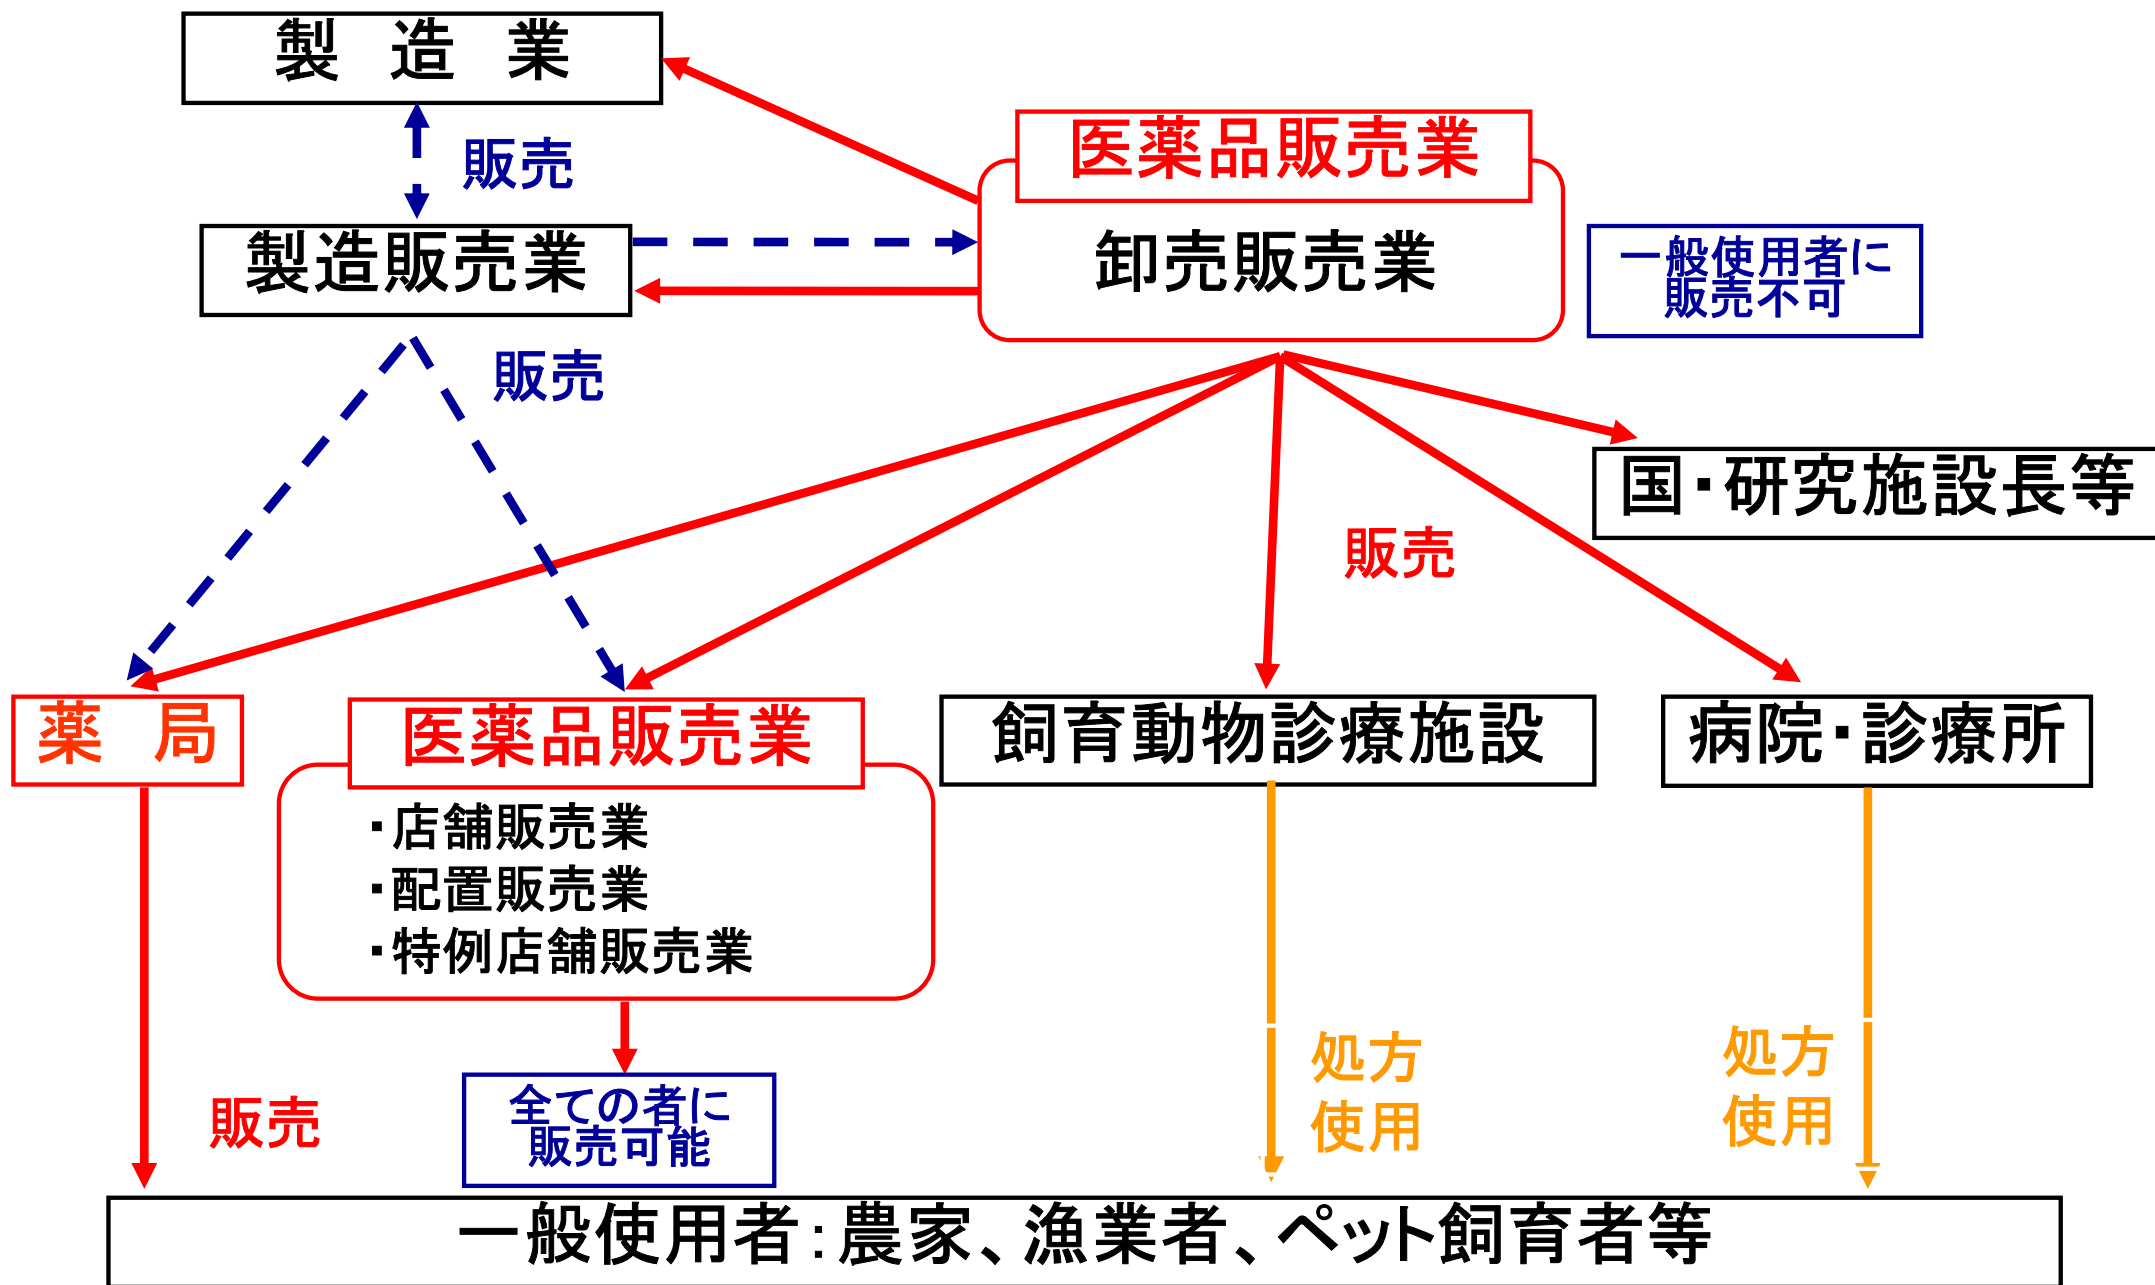 製　造　業
販売
医薬品販売業
製造販売業
卸売販売業
一般使用者に
販売不可
販売
国・研究施設長等
販売
薬　局
医薬品販売業
・店舗販売業
・配置販売業
・特例店舗販売業
飼育動物診療施設
病院・診療所
処方
使用
処方
使用
販売
全ての者に
販売可能
一般使用者：農家、漁業者、ペット飼育者等